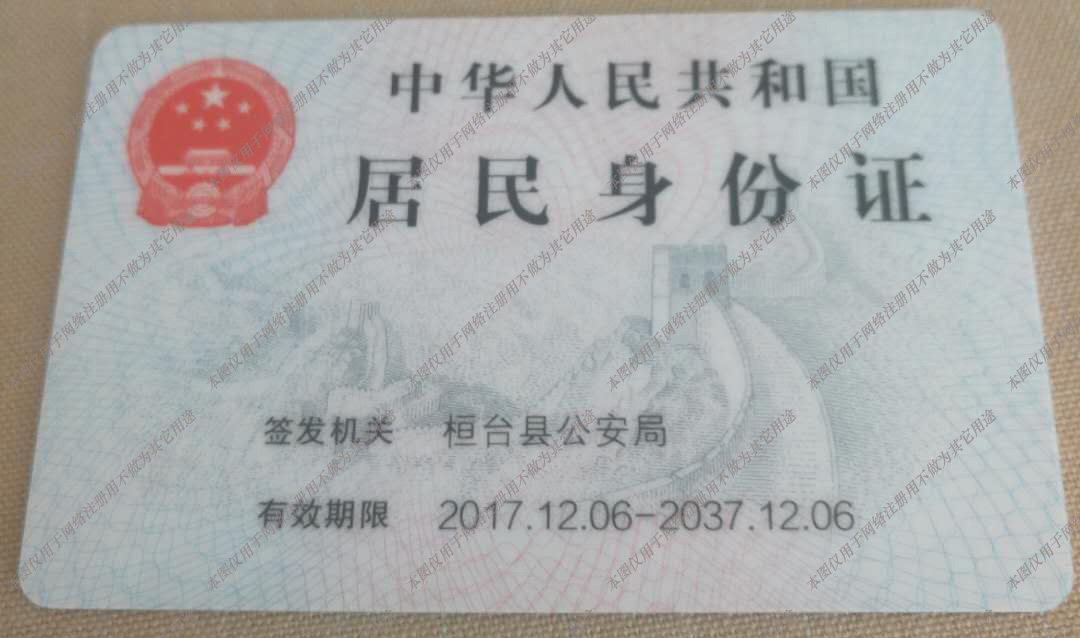 中华人民共和国
居民身份证
签发机关 桓台县公安局
有效期限 2017.12.06-2037.12.06
本图仅用于网络注册用不做为其它用途